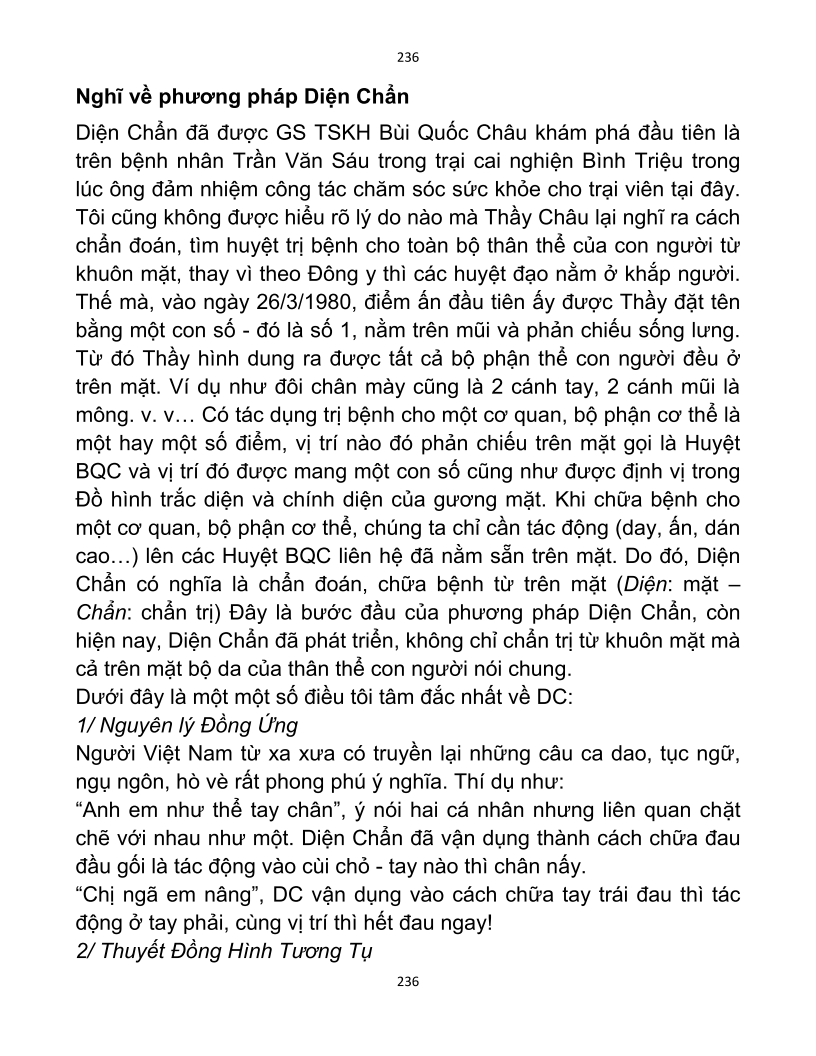 236
Nghĩ về phương pháp Diện Chẩn
Diện Chẩn đã được GS TSKH Bùi Quốc Châu khám phá đầu tiên là
trên bệnh nhân Trần Văn Sáu trong trại cai nghiện Bình Triệu trong
lúc ông đảm nhiệm công tác chăm sóc sức khỏe cho trại viên tại đây.
Tôi cũng không được hiểu rõ lý do nào mà Thầy Châu lại nghĩ ra cách
chẩn đoán, tìm huyệt trị bệnh cho toàn bộ thân thể của con người từ
khuôn mặt, thay vì theo Đông y thì các huyệt đạo nằm ở khắp người.
Thế mà, vào ngày 26/3/1980, điểm ấn đầu tiên ấy được Thầy đặt tên
bằng một con số - đó là số 1, nằm trên mũi và phản chiếu sống lưng.
Từ đó Thầy hình dung ra được tất cả bộ phận thể con người đều ở
trên mặt. Ví dụ như đôi chân mày cũng là 2 cánh tay, 2 cánh mũi là
mông. v. v… Có tác dụng trị bệnh cho một cơ quan, bộ phận cơ thể là
một hay một số điểm, vị trí nào đó phản chiếu trên mặt gọi là Huyệt
BQC và vị trí đó được mang một con số cũng như được định vị trong
Đồ hình trắc diện và chính diện của gương mặt. Khi chữa bệnh cho
một cơ quan, bộ phận cơ thể, chúng ta chỉ cần tác động (day, ấn, dán
cao…) lên các Huyệt BQC liên hệ đã nằm sẵn trên mặt. Do đó, Diện
Chẩn có nghĩa là chẩn đoán, chữa bệnh từ trên mặt (Diện: mặt –
Chẩn: chẩn trị) Đây là bước đầu của phương pháp Diện Chẩn, còn
hiện nay, Diện Chẩn đã phát triển, không chỉ chẩn trị từ khuôn mặt mà
cả trên mặt bộ da của thân thể con người nói chung.
Dưới đây là một một số điều tôi tâm đắc nhất về DC:
1/ Nguyên lý Đồng Ứng
Người Việt Nam từ xa xưa có truyền lại những câu ca dao, tục ngữ,
ngụ ngôn, hò vè rất phong phú ý nghĩa. Thí dụ như:
“Anh em như thể tay chân”, ý nói hai cá nhân nhưng liên quan chặt
chẽ với nhau như một. Diện Chẩn đã vận dụng thành cách chữa đau
đầu gối là tác động vào cùi chỏ - tay nào thì chân nấy.
“Chị ngã em nâng”, DC vận dụng vào cách chữa tay trái đau thì tác
động ở tay phải, cùng vị trí thì hết đau ngay!
2/ Thuyết Đồng Hình Tương Tụ
236